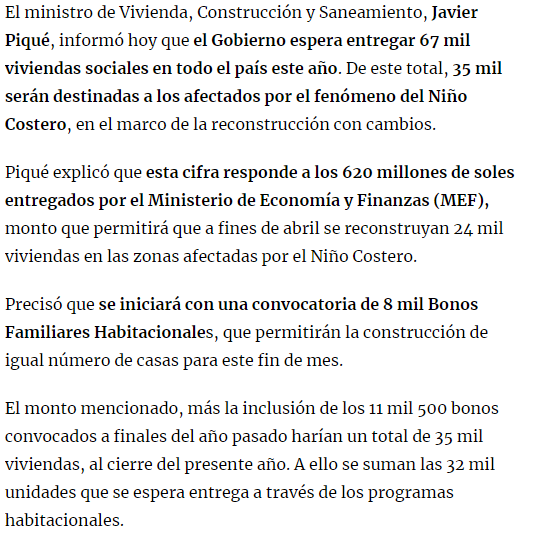 El ministro de Vivienda, Construcción y Saneamiento, Javier
Piqué, informó hoy que el Gobierno espera entregar 67 mil
viviendas sociales en todo el país este año. De este total, 35 mil
serán destinadas a los afectados por el fenómeno del Niño
Costero, en el marco de la reconstrucción con cambios.
Piqué explicó que esta cifra responde a los 620 millones de soles
entregados por el Ministerio de Economía y Finanzas (MEF),
monto que permitirá que a fines de abril se reconstruyan 24 mil
viviendas en las zonas afectadas por el Niño Costero.
Precisó que se iniciará con una convocatoria de 8 mil Bonos
Familiares Habitacionales, que permitirán la construcción de
igual número de casas para este fin de mes.
El monto mencionado, más la inclusión de los 11 mil 500 bonos
convocados a finales del año pasado harían un total de 35 mil
viviendas, al cierre del presente año. A ello se suman las 32 mil
unidades que se espera entrega a través de los programas
habitacionales.